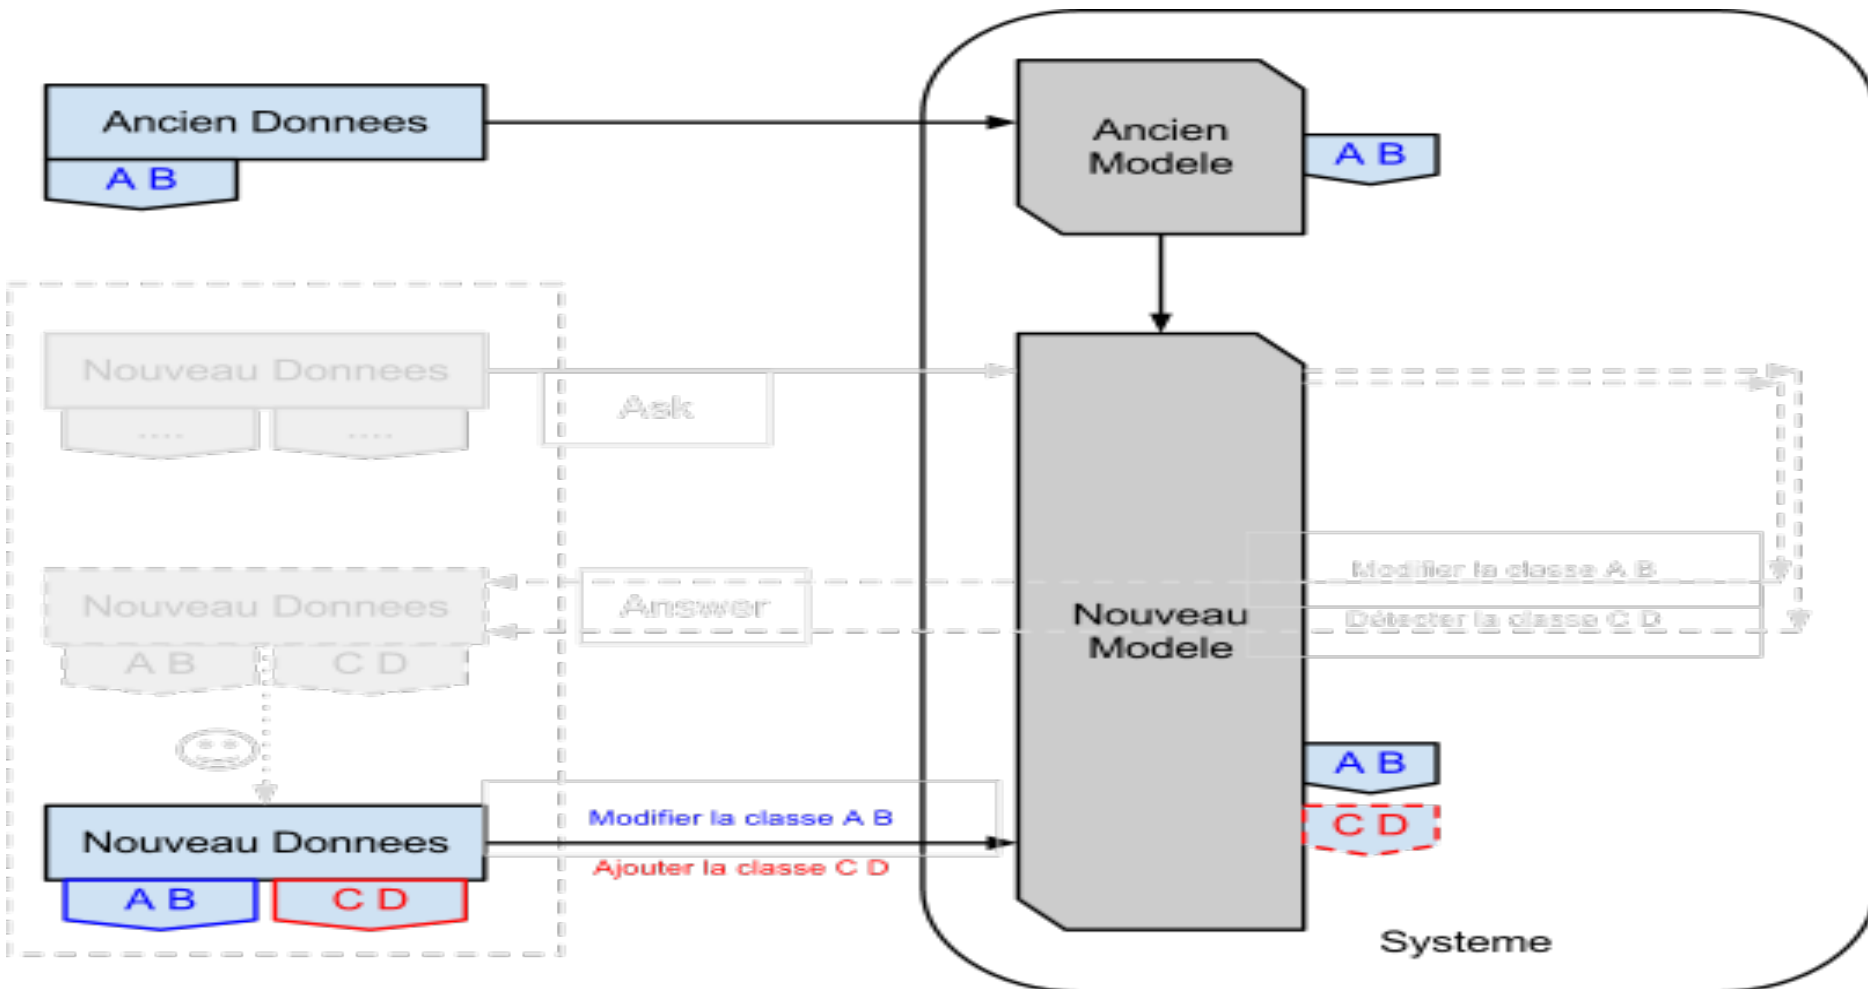 Ancien Donnees
A B
Ancien
Modele
A B
Nouveau Donnees
....
....
Ask
Nouveau Donnees
A B
C D
Answer
Nouveau
Modele
Modifier la classe A B
Détecter la classe C D
Nouveau Donnees
A B
C D
Modifier la classe A B
Ajouter la classe C D
A B
C D
Systeme